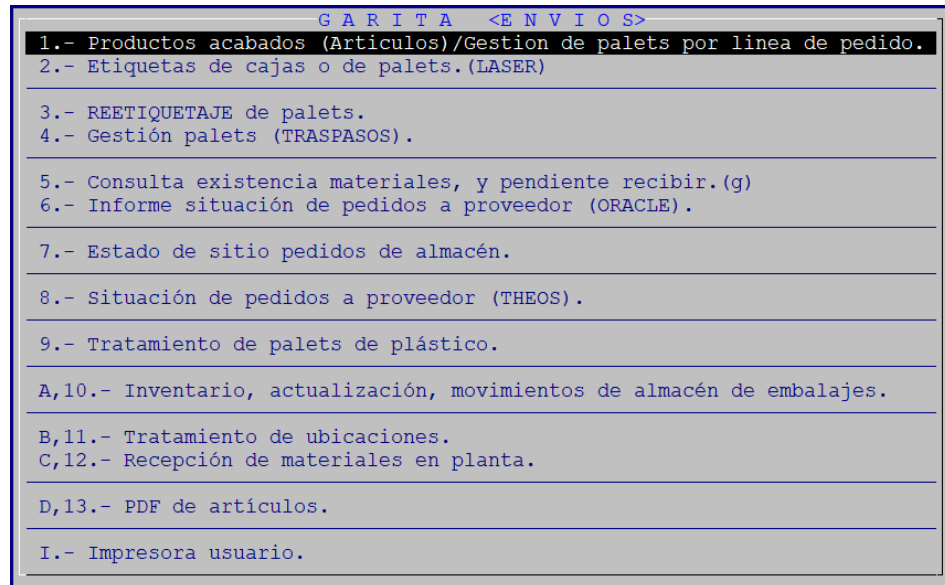 G A R I T A <E N V I O S>
1.- Productos acabados (Articulos)/Gestion de palets por linea de pedido.
2.- Etiquetas de cajas o de palets.(LASER)
3.- REETIQUETAJE de palets.
4.- Gestión palets (TRASPASOS).
5.- Consulta existencia materiales, y pendiente recibir.(g)
6.- Informe situación de pedidos a proveedor (ORACLE).
7.- Estado de sitio pedidos de almacén.
8.- Situación de pedidos a proveedor (THEOS).
9.- Tratamiento de palets de plástico.
A,10.- Inventario, actualización, movimientos de almacén de embalajes.
B,11.- Tratamiento de ubicaciones.
C,12.- Recepción de materiales en planta.
D,13.- PDF de artículos.
I.- Impresora usuario.